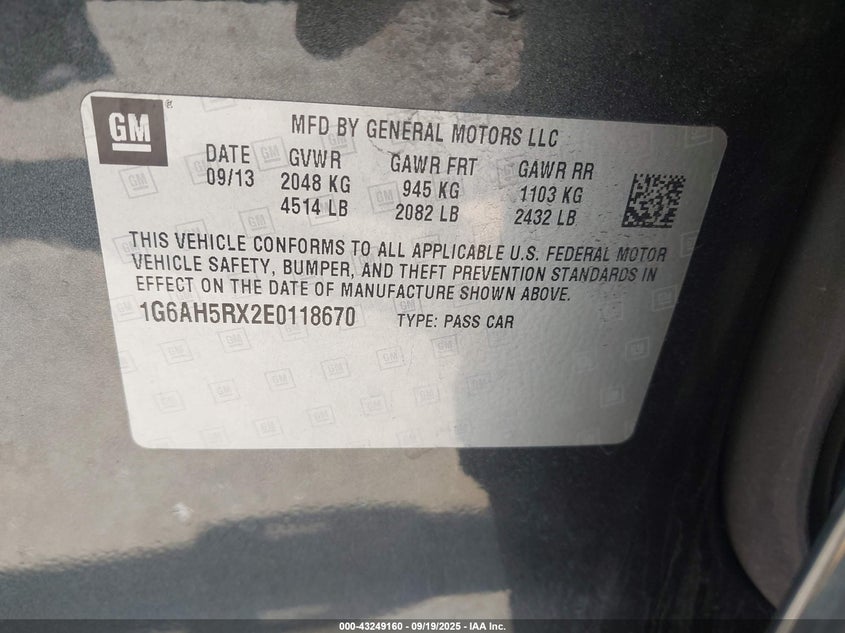 GM
®
MFD BY GENERAL MOTORS LLC
DATE GVWR GAWR FRT GAWR RR
09/13 2048 KG 945 KG 1103 KG
4514 LB 2082 LB 2432 LB
THIS VEHICLE CONFORMS TO ALL APPLICABLE U.S. FEDERAL MOTOR
VEHICLE SAFETY, BUMPER, AND THEFT PREVENTION STANDARDS IN
EFFECT ON THE DATE OF MANUFACTURE SHOWN ABOVE.
1G6AH5RX2E0118670 TYPE: PASS CAR
000-43249160 - 09/19/2025 - IAA Inc.